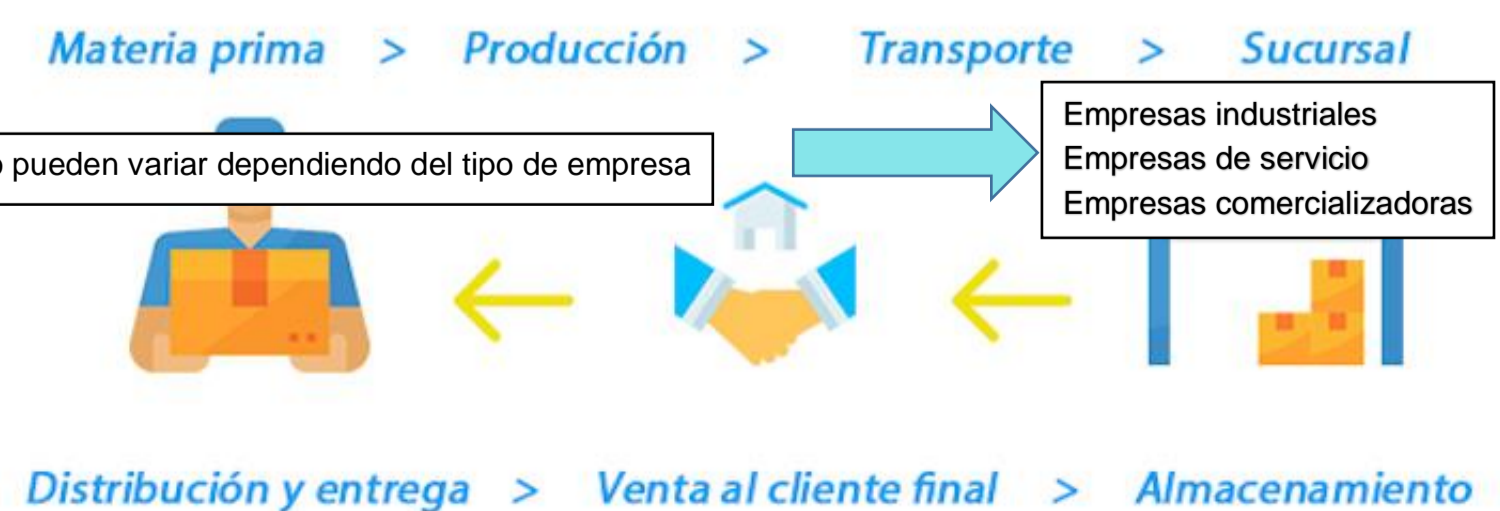 Materia prima > Producción > Transporte > Sucursal
pueden variar dependiendo del tipo de empresa
Empresas industriales
Empresas de servicio
Empresas comercializadoras
Distribución y entrega > Venta al cliente final > Almacenamiento